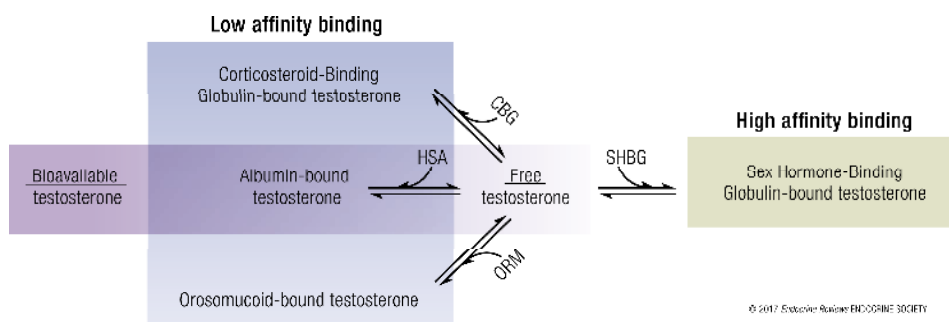 Low affinity binding
Corticosteroid-Binding
Globulin-bound testosterone
CBG
High affinity binding
HSA
SHBG
Bioavailable
testosterone
Albumin-bound
testosterone
Free
testosterone
Sex Hormone-Binding
Globulin-bound testosterone
ORM
Orosomucoid-bound testosterone
© 2017 Endocrine Reviews ENDOCRINE SOCIETY